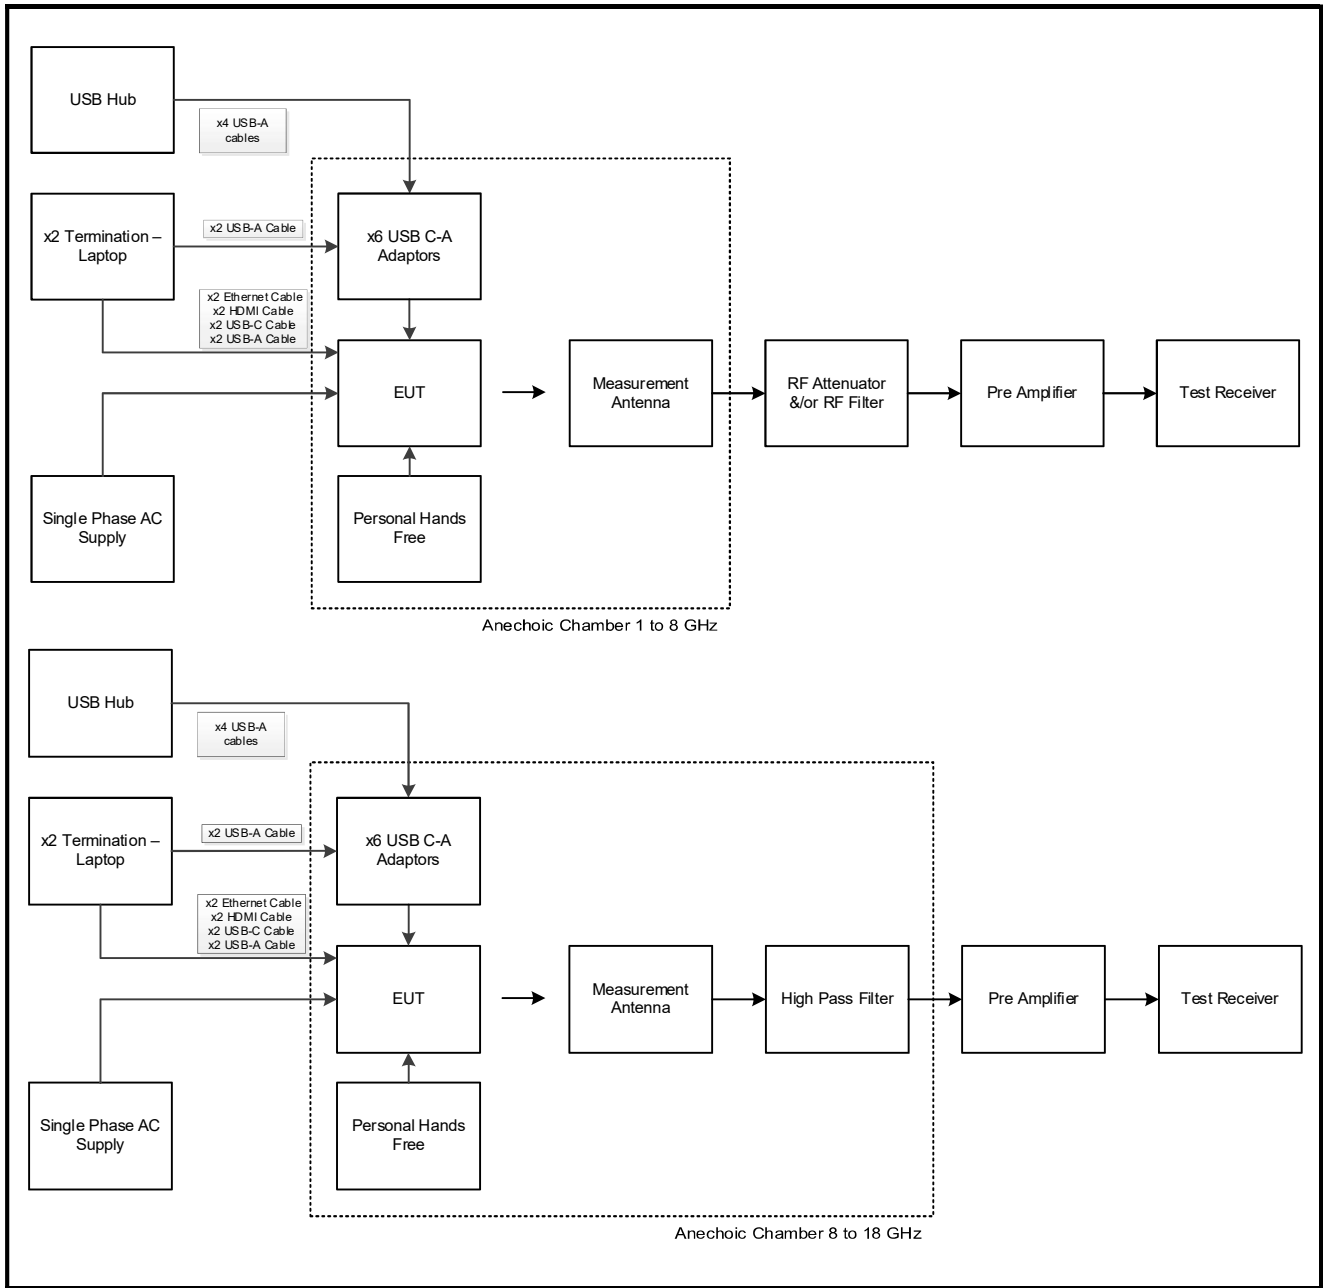 USB Hub
x4 USB-A
cables
x2 Termination –
Laptop
x2 USB-A Cable
x6 USB C-A
Adaptors
x2 Ethernet Cable
x2 HDMI Cable
x2 USB-C Cable
x2 USB-A Cable
EUT
Measurement
Antenna
RF Attenuator
&/or RF Filter
Pre Amplifier
Test Receiver
Single Phase AC
Supply
Personal Hands
Free
Anechoic Chamber 1 to 8 GHz
USB Hub
x4 USB-A
cables
x2 Termination –
Laptop
x2 USB-A Cable
x6 USB C-A
Adaptors
x2 Ethernet Cable
x2 HDMI Cable
x2 USB-C Cable
x2 USB-A Cable
EUT
Measurement
Antenna
High Pass Filter
Pre Amplifier
Test Receiver
Single Phase AC
Supply
Personal Hands
Free
Anechoic Chamber 8 to 18 GHz